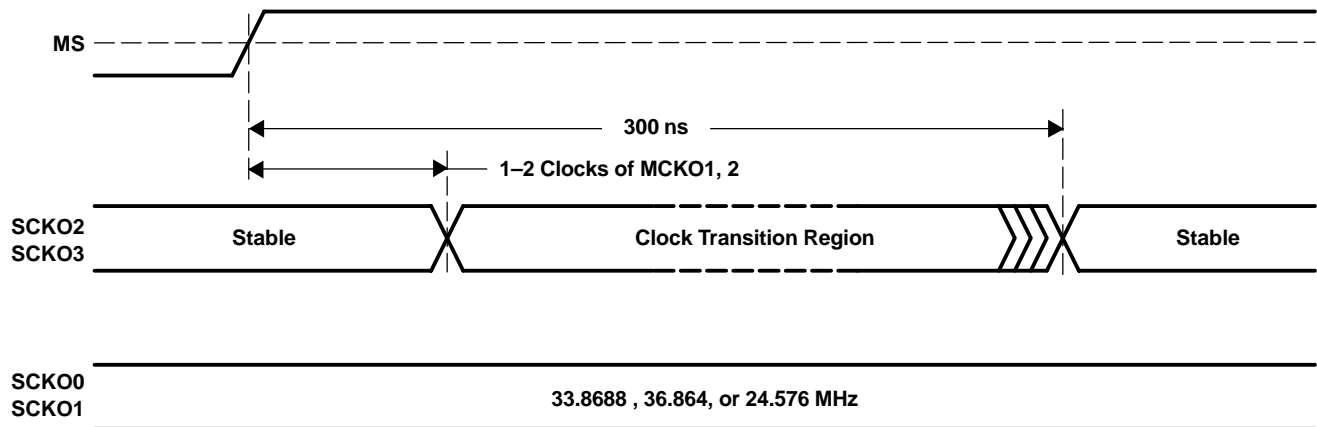 MS
300 ns
1–2 Clocks of MCKO1, 2
SCKO2
SCKO3
Stable
Clock Transition Region
Stable
SCKO0
SCKO1
33.8688 , 36.864, or 24.576 MHz